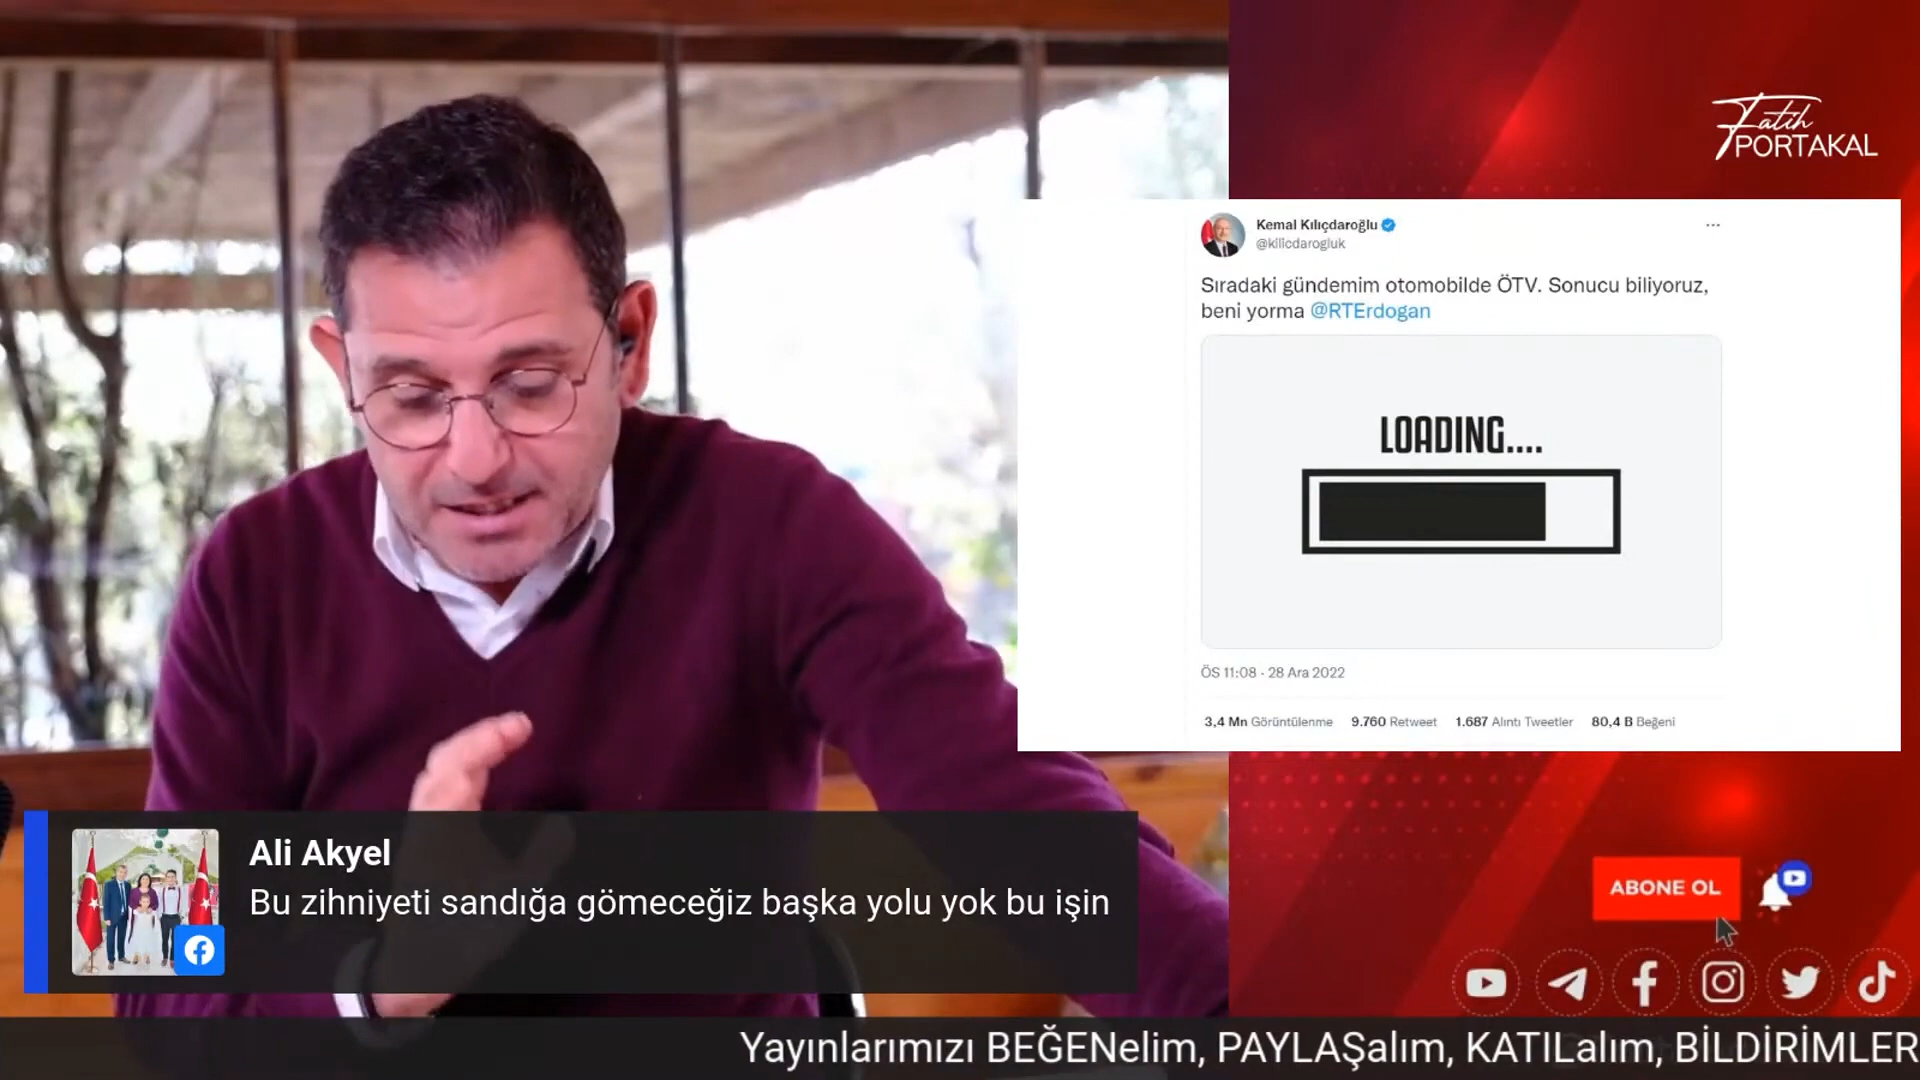 Fatih
PORTAKAL
Kemal Kılıçdaroğlu
@kilicdarogluk
Sıradaki gündemim otomobilde ÖTV. Sonucu biliyoruz,
beni yorma @RTErdogan
LOADING....
ÖS 11:08 · 28 Ara 2022
3,4 Mn Görüntülenme 9.760 Retweet 1.687 Alıntı Tweetler 80,4 B Beğeni
Ali Akyel
Bu zihniyeti sandığa gömeceğiz başka yolu yok bu işin
ABONE OL
Yayınlarımızı BEĞENelim, PAYLAŞalım, KATILalım, BİLDİRİMLER